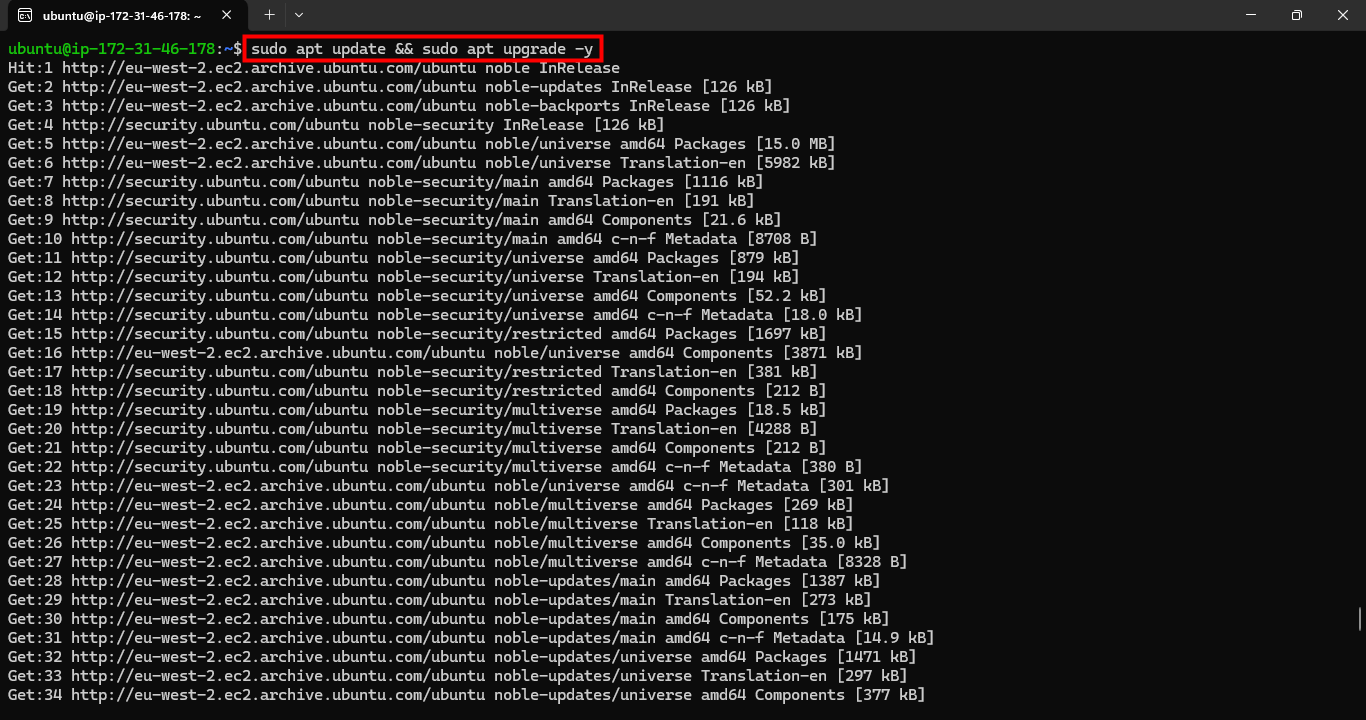 ubuntu@ip-172-31-46-178: ~
ubuntu@ip-172-31-46-178:~$ sudo apt update && sudo apt upgrade -y
Hit:1 http://eu-west-2.ec2.archive.ubuntu.com/ubuntu noble InRelease
Get:2 http://eu-west-2.ec2.archive.ubuntu.com/ubuntu noble-updates InRelease [126 kB]
Get:3 http://eu-west-2.ec2.archive.ubuntu.com/ubuntu noble-backports InRelease [126 kB]
Get:4 http://security.ubuntu.com/ubuntu noble-security InRelease [126 kB]
Get:5 http://eu-west-2.ec2.archive.ubuntu.com/ubuntu noble/universe amd64 Packages [15.0 MB]
Get:6 http://eu-west-2.ec2.archive.ubuntu.com/ubuntu noble/universe Translation-en [5982 kB]
Get:7 http://security.ubuntu.com/ubuntu noble-security/main amd64 Packages [1116 kB]
Get:8 http://security.ubuntu.com/ubuntu noble-security/main Translation-en [191 kB]
Get:9 http://security.ubuntu.com/ubuntu noble-security/main amd64 Components [21.6 kB]
Get:10 http://security.ubuntu.com/ubuntu noble-security/main amd64 c-n-f Metadata [8708 B]
Get:11 http://security.ubuntu.com/ubuntu noble-security/universe amd64 Packages [879 kB]
Get:12 http://security.ubuntu.com/ubuntu noble-security/universe Translation-en [194 kB]
Get:13 http://security.ubuntu.com/ubuntu noble-security/universe amd64 Components [52.2 kB]
Get:14 http://security.ubuntu.com/ubuntu noble-security/universe amd64 c-n-f Metadata [18.0 kB]
Get:15 http://security.ubuntu.com/ubuntu noble-security/restricted amd64 Packages [1697 kB]
Get:16 http://eu-west-2.ec2.archive.ubuntu.com/ubuntu noble/universe amd64 Components [3871 kB]
Get:17 http://security.ubuntu.com/ubuntu noble-security/restricted Translation-en [381 kB]
Get:18 http://security.ubuntu.com/ubuntu noble-security/restricted amd64 Components [212 B]
Get:19 http://security.ubuntu.com/ubuntu noble-security/multiverse amd64 Packages [18.5 kB]
Get:20 http://security.ubuntu.com/ubuntu noble-security/multiverse Translation-en [4288 B]
Get:21 http://security.ubuntu.com/ubuntu noble-security/multiverse amd64 Components [212 B]
Get:22 http://security.ubuntu.com/ubuntu noble-security/multiverse amd64 c-n-f Metadata [380 B]
Get:23 http://eu-west-2.ec2.archive.ubuntu.com/ubuntu noble/universe amd64 c-n-f Metadata [301 kB]
Get:24 http://eu-west-2.ec2.archive.ubuntu.com/ubuntu noble/multiverse amd64 Packages [269 kB]
Get:25 http://eu-west-2.ec2.archive.ubuntu.com/ubuntu noble/multiverse Translation-en [118 kB]
Get:26 http://eu-west-2.ec2.archive.ubuntu.com/ubuntu noble/multiverse amd64 Components [35.0 kB]
Get:27 http://eu-west-2.ec2.archive.ubuntu.com/ubuntu noble/multiverse amd64 c-n-f Metadata [8328 B]
Get:28 http://eu-west-2.ec2.archive.ubuntu.com/ubuntu noble-updates/main amd64 Packages [1387 kB]
Get:29 http://eu-west-2.ec2.archive.ubuntu.com/ubuntu noble-updates/main Translation-en [273 kB]
Get:30 http://eu-west-2.ec2.archive.ubuntu.com/ubuntu noble-updates/main amd64 Components [175 kB]
Get:31 http://eu-west-2.ec2.archive.ubuntu.com/ubuntu noble-updates/main amd64 c-n-f Metadata [14.9 kB]
Get:32 http://eu-west-2.ec2.archive.ubuntu.com/ubuntu noble-updates/universe amd64 Packages [1471 kB]
Get:33 http://eu-west-2.ec2.archive.ubuntu.com/ubuntu noble-updates/universe Translation-en [297 kB]
Get:34 http://eu-west-2.ec2.archive.ubuntu.com/ubuntu noble-updates/universe amd64 Components [377 kB]